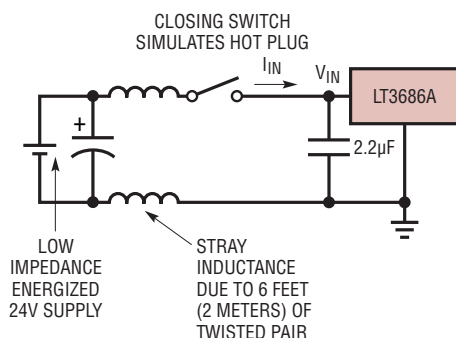 CLOSING SWITCH
SIMULATES HOT PLUG
IIN
VIN
LT3686A
+
2.2µF
LOW
IMPEDANCE
ENERGIZED
24V SUPPLY
STRAY
INDUCTANCE
DUE TO 6 FEET
(2 METERS) OF
TWISTED PAIR